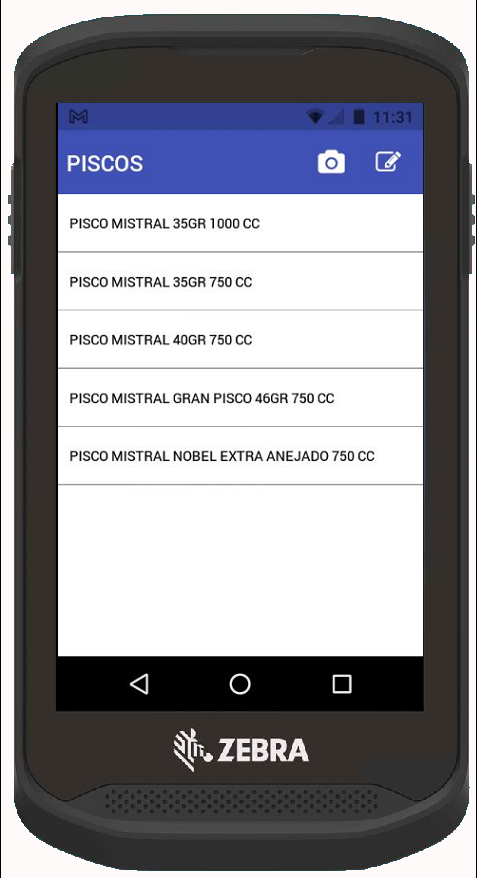 11:31
PISCOS
PISCO MISTRAL 35GR 1000 CC
PISCO MISTRAL 35GR 750 CC
PISCO MISTRAL 40GR 750 CC
PISCO MISTRAL GRAN PISCO 46GR 750 CC
PISCO MISTRAL NOBEL EXTRA ANEJADO 750 CC
ZEBRA